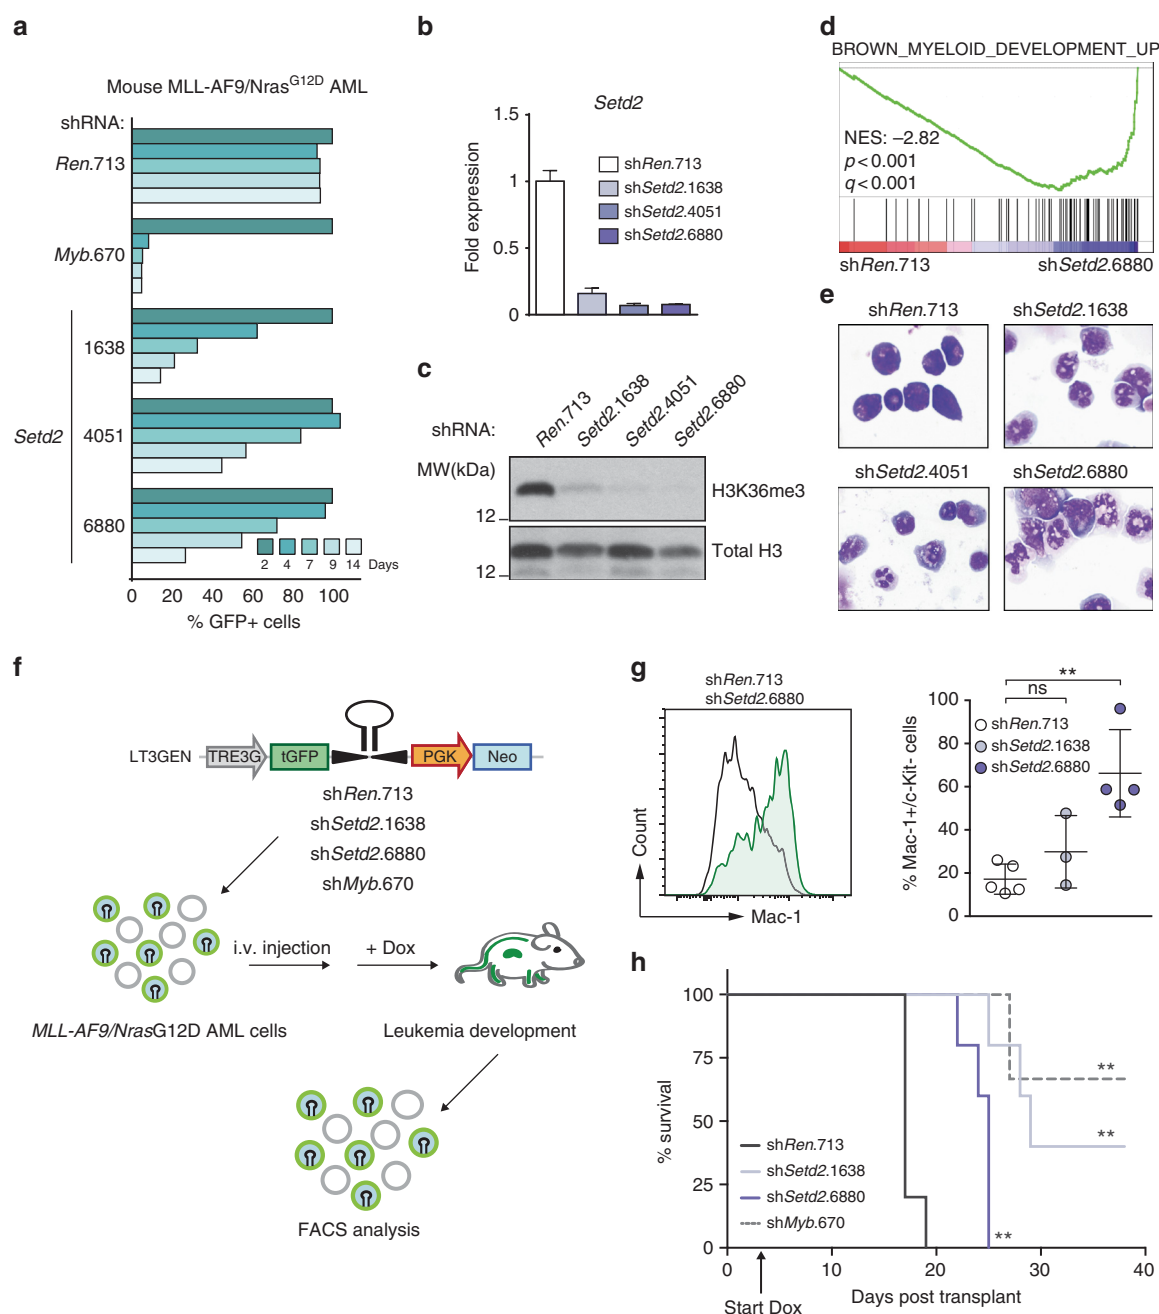 a
Mouse MLL-AF9/Nras^G12D AML
shRNA:
Ren.713
Myb.670
1638
Setd2
4051
6880
2 4 7 9 14 Days
0 20 40 60 80 100
% GFP+ cells
b
Setd2
1.5
1
0.5
0
Fold expression
shRen.713
shSetd2.1638
shSetd2.4051
shSetd2.6880
c
shRNA:
Ren.713
Setd2.1638
Setd2.4051
Setd2.6880
MW(kDa)
H3K36me3
12
Total H3
12
d
BROWN_MYELOID_DEVELOPMENT_UP
NES: –2.82
p<0.001
q<0.001
shRen.713 shSetd2.6880
e
shRen.713 shSetd2.1638
shSetd2.4051 shSetd2.6880
f
LT3GEN TRE3G tGFP PGK Neo
shRen.713
shSetd2.1638
shSetd2.6880
shMyb.670
i.v. injection + Dox
MLL-AF9/NrasG12D AML cells Leukemia development
FACS analysis
g
shRen.713
shSetd2.6880
Count
Mac-1
** 
ns
100
80
60
40
20
0
% Mac-1+/c-Kit- cells
shRen.713
shSetd2.1638
shSetd2.6880
h
100
75
50
25
0
% survival
**
**
**
shRen.713
shSetd2.1638
shSetd2.6880
shMyb.670
0 10 20 30 40
Start Dox
Days post transplant